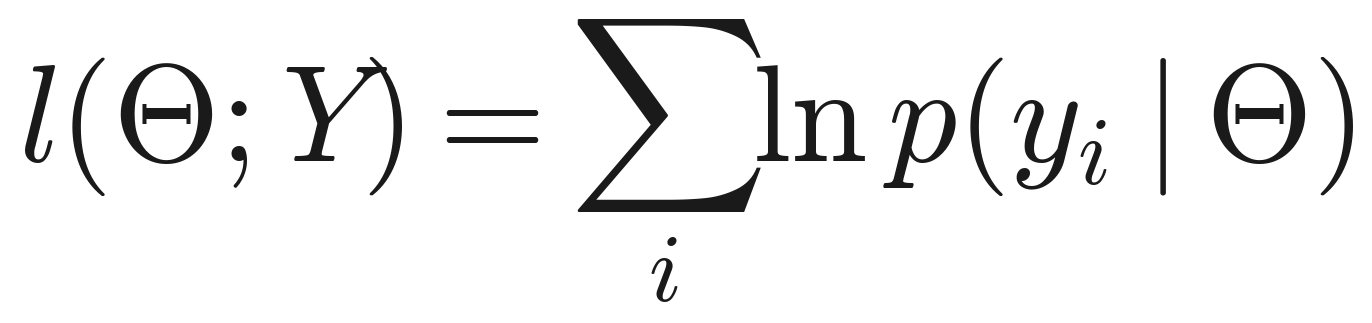 l(Θ; Y) = ∑_i ln p(y_i | Θ)